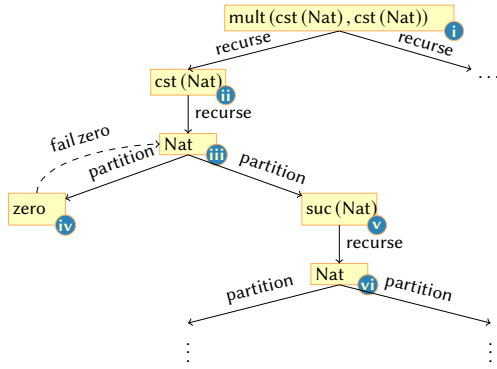 mult(cst(Nat),cst(Nat))
i
recurse
recurse
cst(Nat)
ii
...
recurse
fail zero
Nat
iii
partition
partition
zero
iv
suc(Nat)
v
recurse
Nat
vi
partition
partition
⋮
⋮